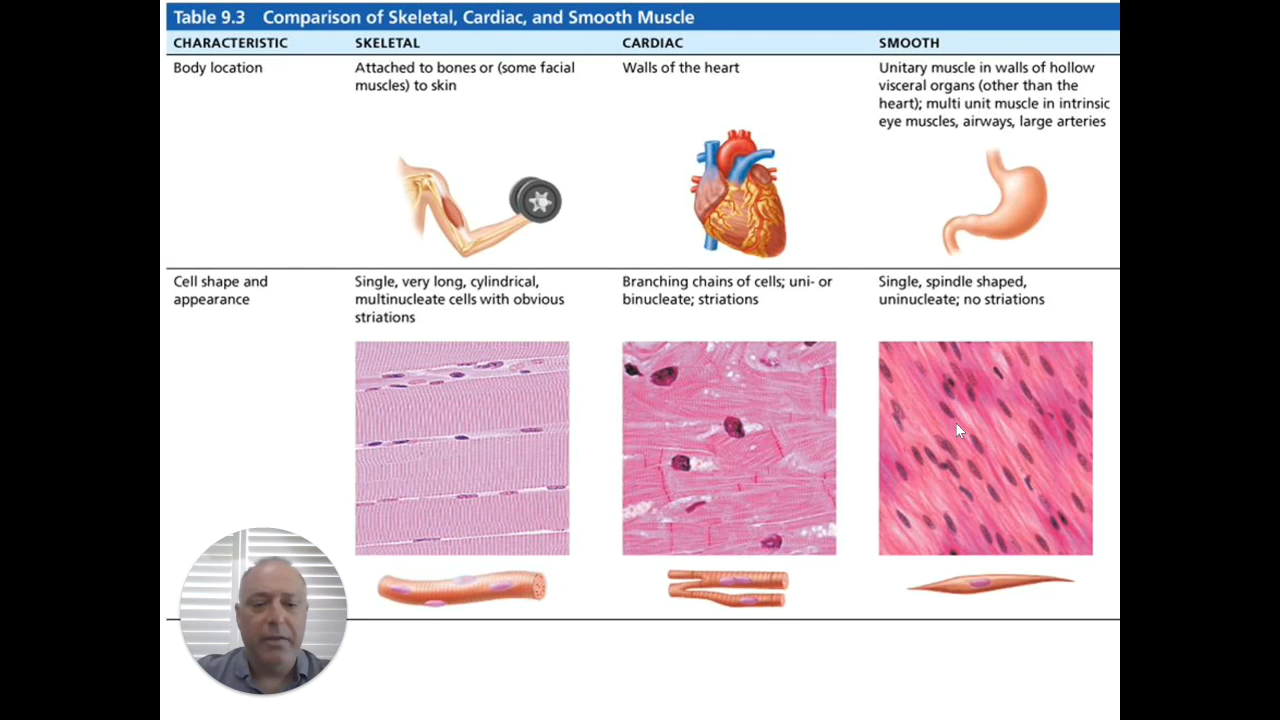 Table 9.3 Comparison of Skeletal, Cardiac, and Smooth Muscle
CHARACTERISTIC SKELETAL CARDIAC SMOOTH
Body location
Attached to bones or (some facial
muscles) to skin
Walls of the heart
Unitary muscle in walls of hollow
visceral organs (other than the
heart); multi unit muscle in intrinsic
eye muscles, airways, large arteries
Cell shape and
appearance
Single, very long, cylindrical,
multinucleate cells with obvious
striations
Branching chains of cells; uni- or
binucleate; striations
Single, spindle shaped,
uninucleate; no striations